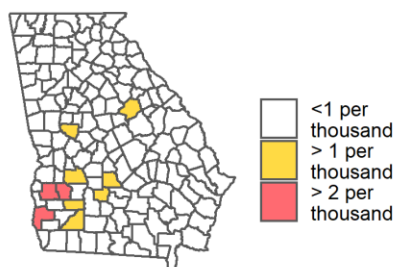 <1 per
thousand
> 1 per
thousand
> 2 per
thousand